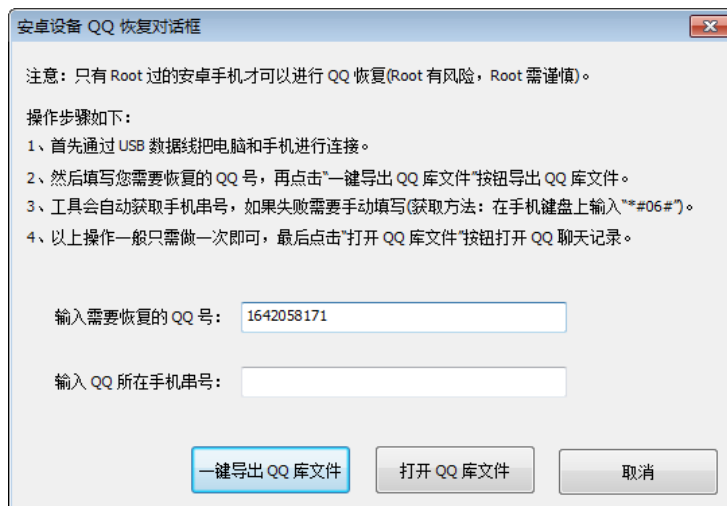 安卓设备 QQ 恢复对话框
注意：只有 Root 过的安卓手机才可以进行 QQ 恢复(Root 有风险，Root 需谨慎)。
操作步骤如下：
1、首先通过 USB 数据线把电脑和手机进行连接。
2、然后填写您需要恢复的 QQ 号，再点击“一键导出 QQ 库文件”按钮导出 QQ 库文件。
3、工具会自动获取手机串号，如果失败需要手动填写(获取方法：在手机键盘上输入“*#06#”)。
4、以上操作一般只需做一次即可，最后点击“打开 QQ 库文件”按钮打开 QQ 聊天记录。
输入需要恢复的 QQ 号： 1642058171
输入 QQ 所在手机串号：
一键导出 QQ 库文件 打开 QQ 库文件 取消